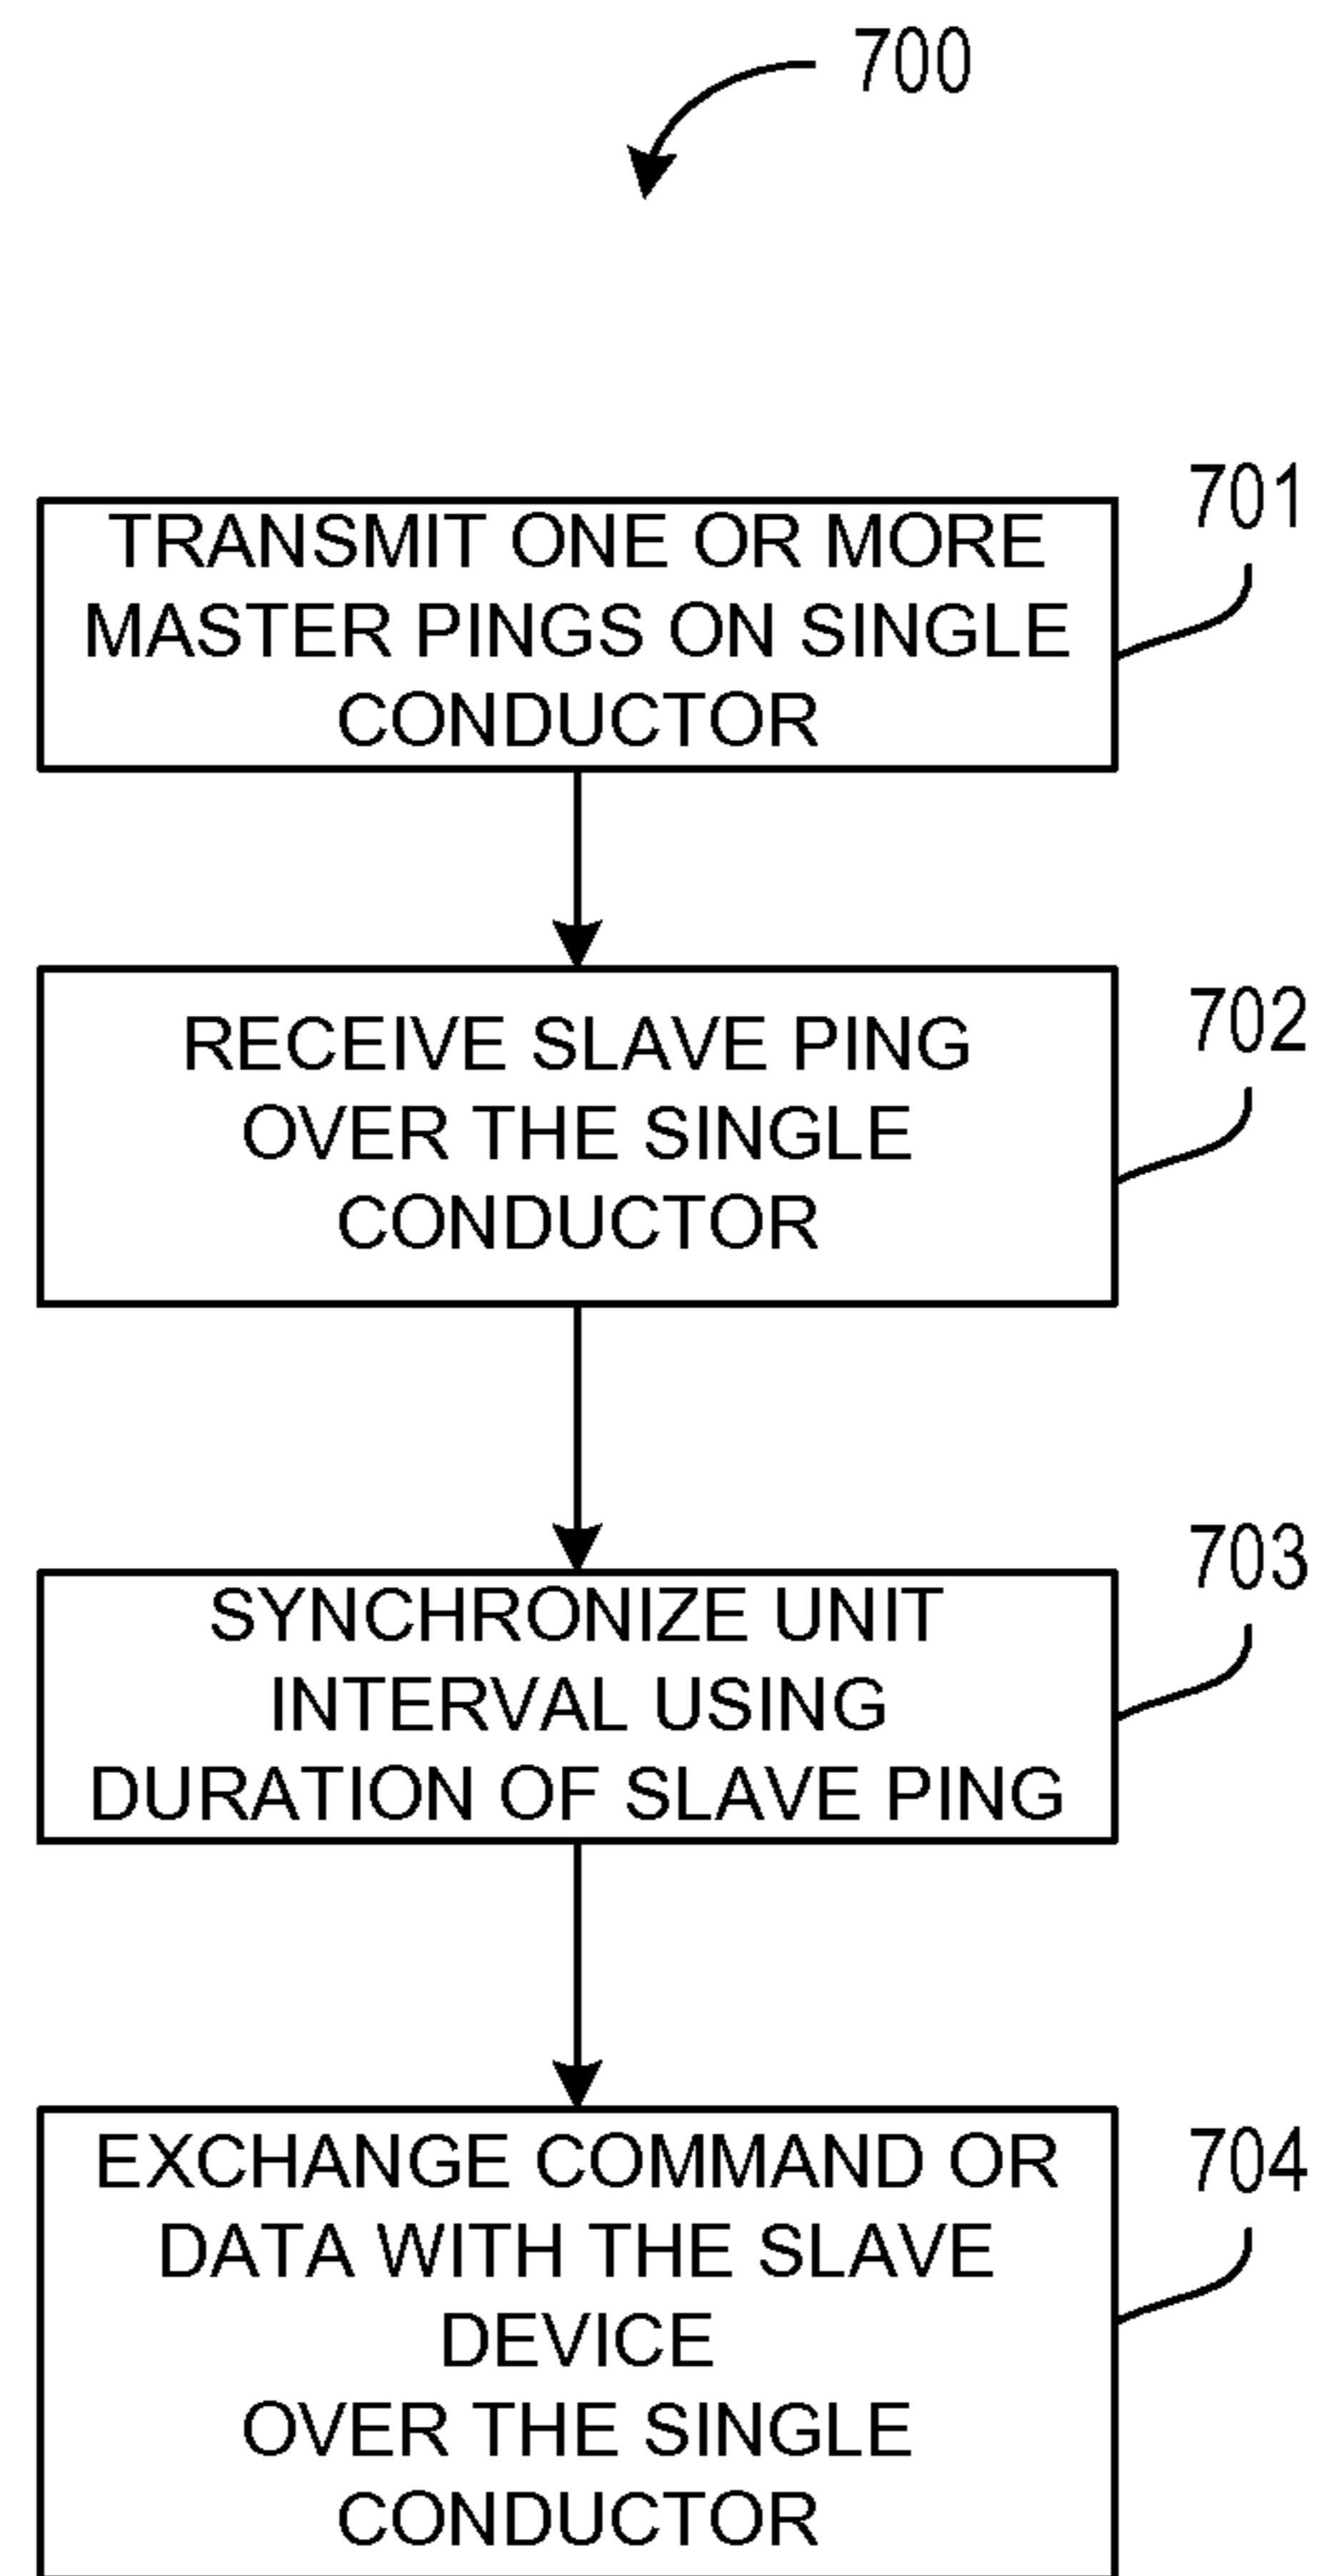 700
701
TRANSMIT ONE OR MORE
MASTER PINGS ON SINGLE
CONDUCTOR
702
RECEIVE SLAVE PING
OVER THE SINGLE
CONDUCTOR
703
SYNCHRONIZE UNIT
INTERVAL USING
DURATION OF SLAVE PING
704
EXCHANGE COMMAND OR
DATA WITH THE SLAVE
DEVICE
OVER THE SINGLE
CONDUCTOR